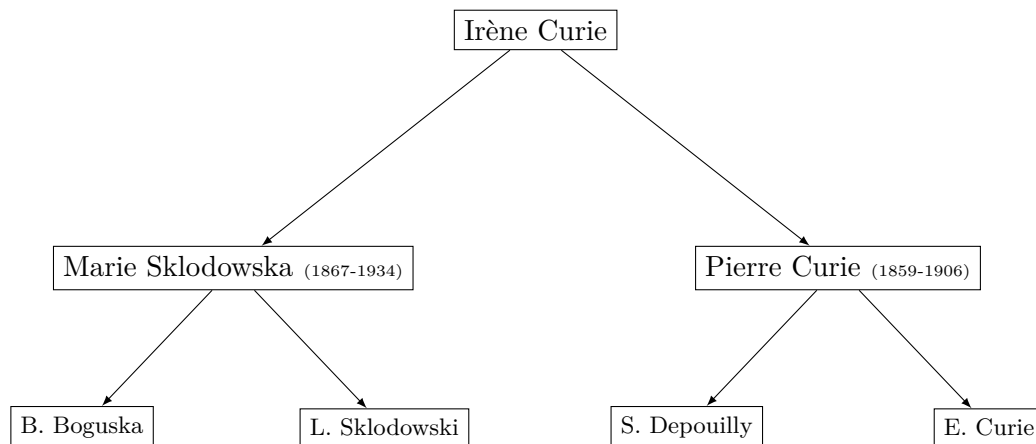 Irène Curie
Marie Sklodowska (1867-1934)
Pierre Curie (1859-1906)
B. Boguska
L. Sklodowski
S. Depouilly
E. Curie